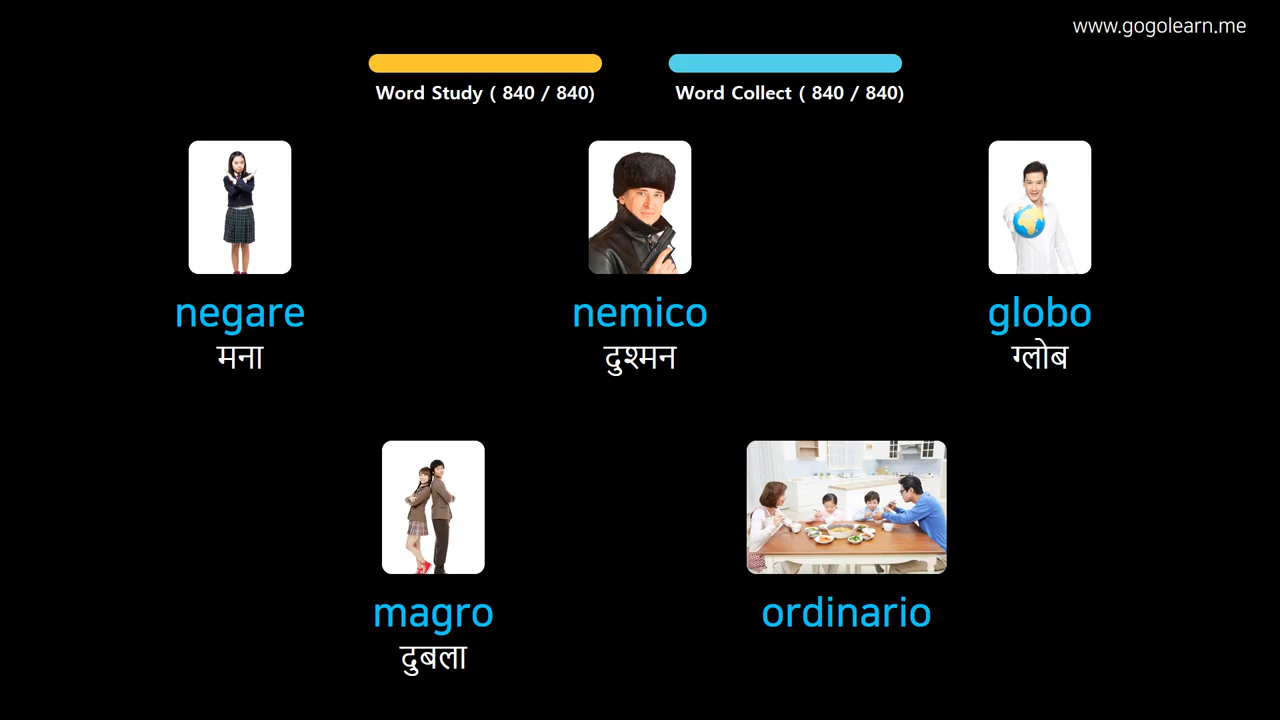 www.gogolearn.me
Word Study ( 840 / 840)
Word Collect ( 840 / 840)
negare
मना
nemico
दुश्मन
globo
ग्लोब
magro
दुबला
ordinario